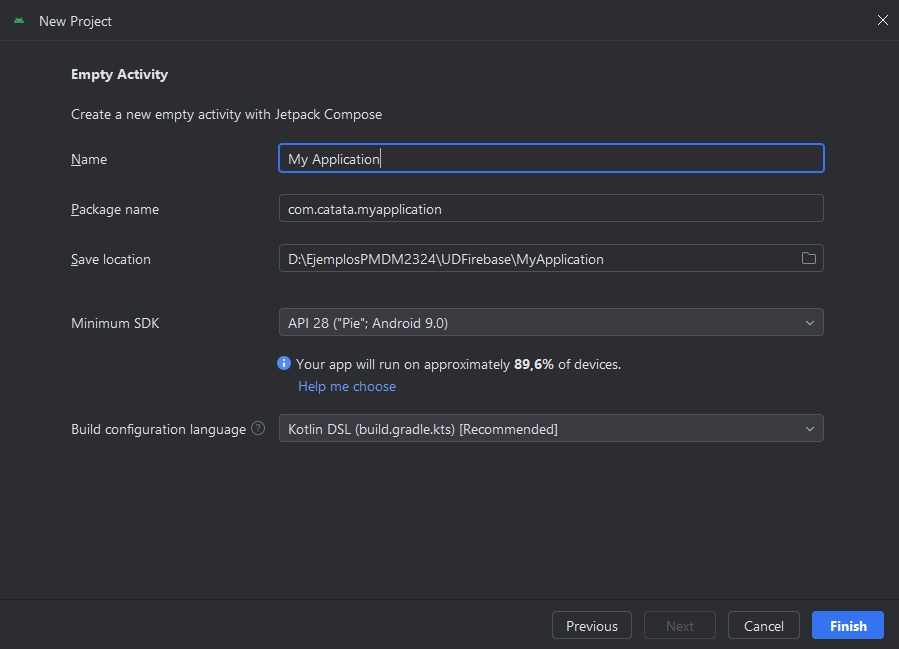 New Project
Empty Activity
Create a new empty activity with Jetpack Compose
Name My Application
Package name com.catata.myapplication
Save location D:\EjemplosPMDM2324\UDFirebase\MyApplication
Minimum SDK API 28 ("Pie"; Android 9.0)
Your app will run on approximately 89,6% of devices.
Help me choose
Build configuration language ? Kotlin DSL (build.gradle.kts) [Recommended]
Previous Next Cancel Finish